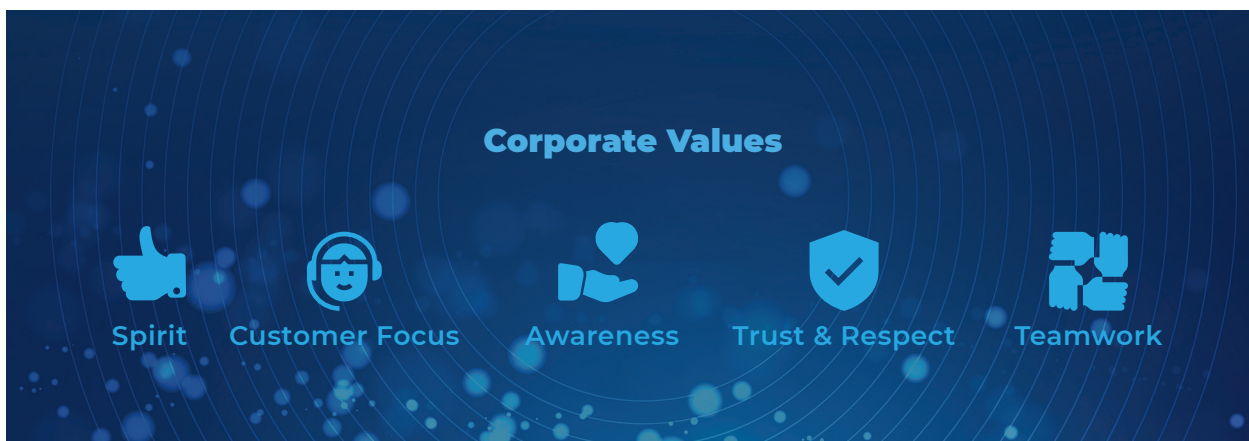 Corporate Values
Spirit
Customer Focus
Awareness
Trust & Respect
Teamwork